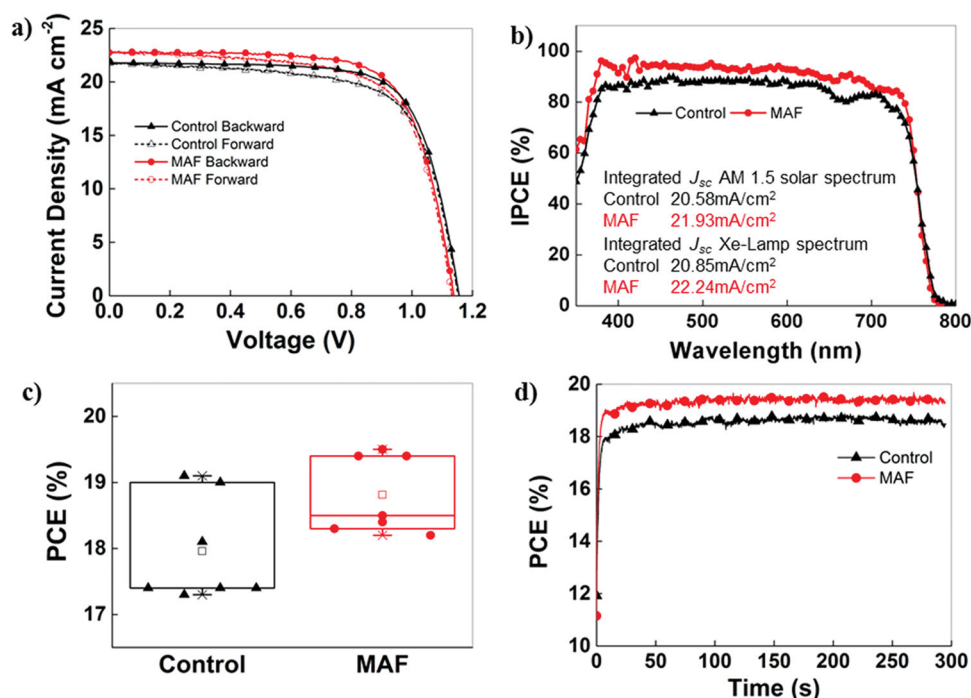 a)
Current Density (mA cm⁻²)
25
20
15
10
5
0
Control Backward
Control Forward
MAF Backward
MAF Forward
0.0 0.2 0.4 0.6 0.8 1.0 1.2
Voltage (V)
b)
IPCE (%)
100
80
60
40
20
0
Control MAF
Integrated Jsc AM 1.5 solar spectrum
Control 20.58mA/cm²
MAF 21.93mA/cm²
Integrated Jsc Xe-Lamp spectrum
Control 20.85mA/cm²
MAF 22.24mA/cm²
400 500 600 700 800
Wavelength (nm)
c)
PCE (%)
20
19
18
17
Control MAF
d)
PCE (%)
20
18
16
14
12
10
Control
MAF
0 50 100 150 200 250 300
Time (s)